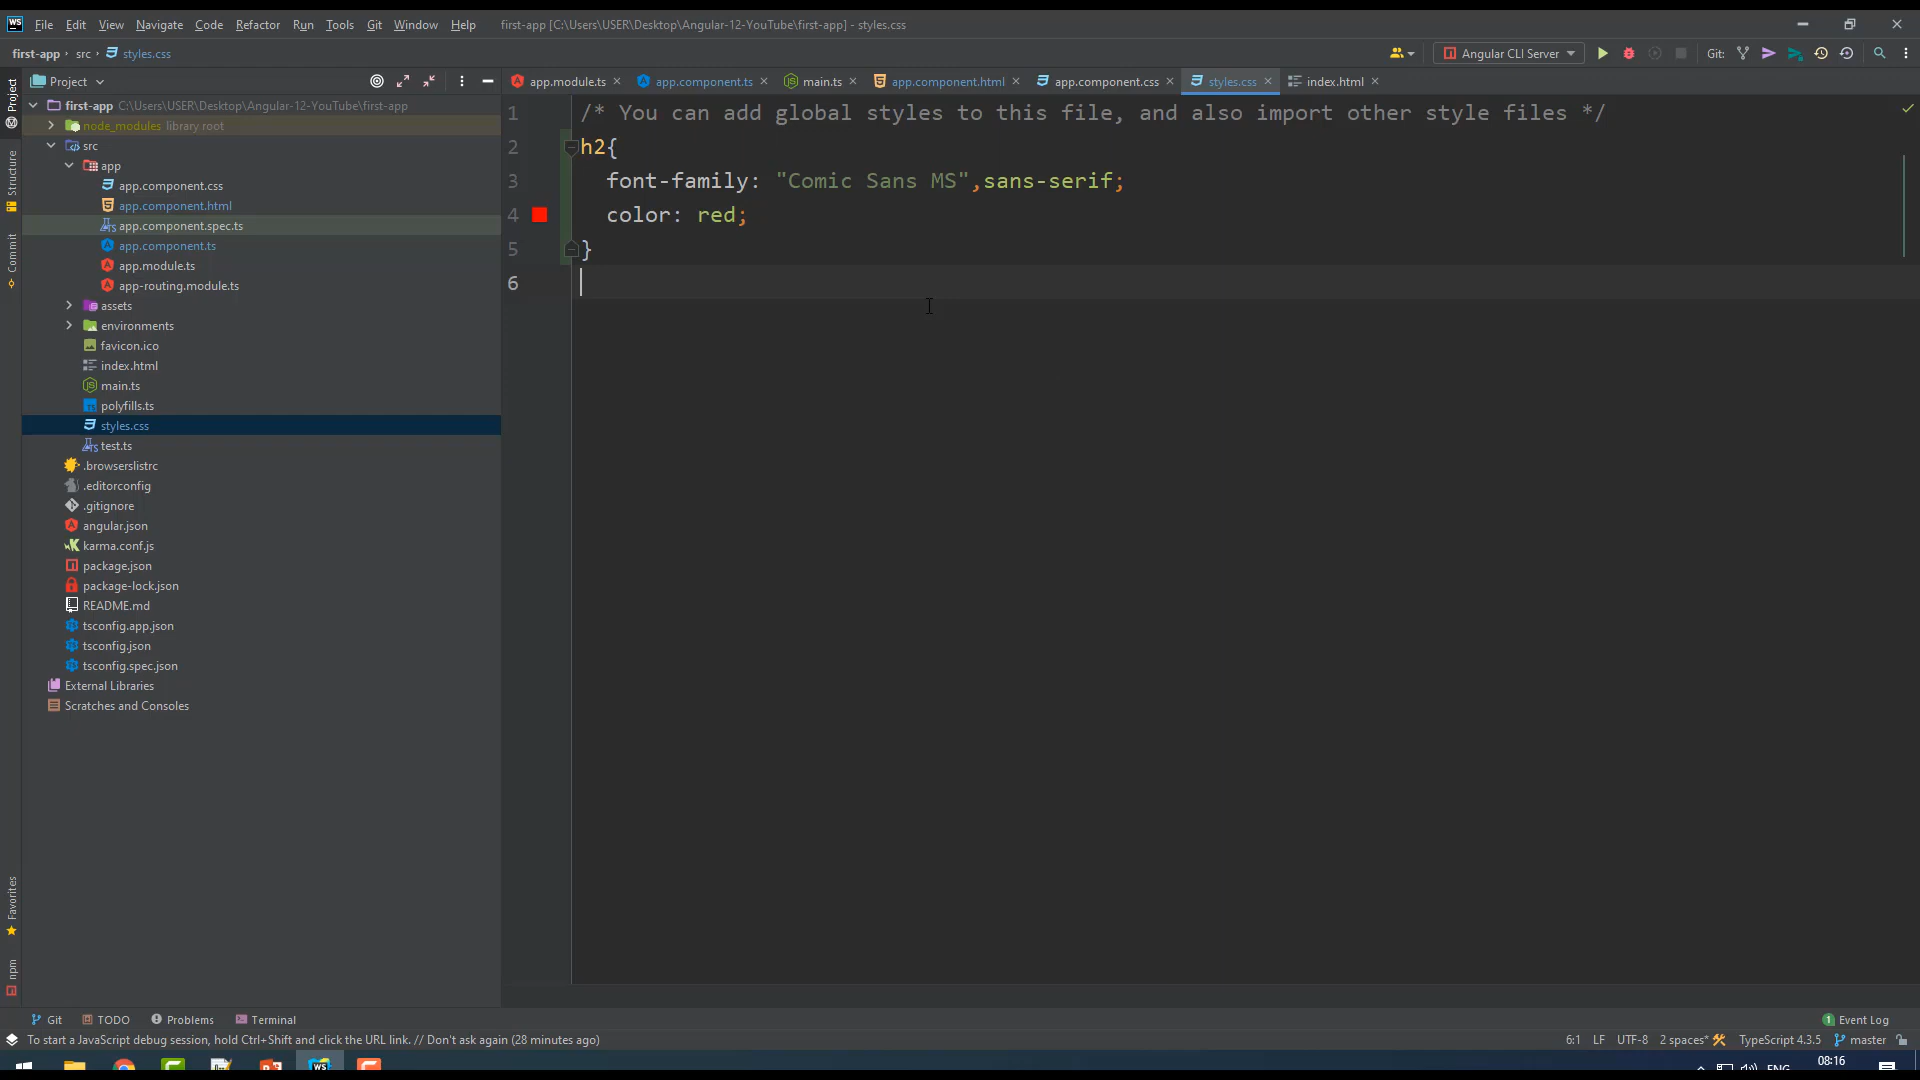 WS File Edit View Navigate Code Refactor Run Tools Git Window Help first-app [C:\Users\USER\Desktop\Angular-12-YouTube\first-app] - styles.css
first-app › src › styles.css
Angular CLI Server
Git:
Project
app.module.ts app.component.ts main.ts app.component.html app.component.css styles.css index.html
Project
Structure
Commit
Favorites
npm
first-app C:\Users\USER\Desktop\Angular-12-YouTube\first-app
node_modules library root
src
app
app.component.css
app.component.html
app.component.spec.ts
app.component.ts
app.module.ts
app-routing.module.ts
assets
environments
favicon.ico
index.html
main.ts
polyfills.ts
styles.css
test.ts
.browserslistrc
.editorconfig
.gitignore
angular.json
karma.conf.js
package.json
package-lock.json
README.md
tsconfig.app.json
tsconfig.json
tsconfig.spec.json
External Libraries
Scratches and Consoles
1 /* You can add global styles to this file, and also import other style files */
2 h2{
3 font-family: "Comic Sans MS",sans-serif;
4 color: red;
5 }
6
Git TODO Problems Terminal
1 Event Log
To start a JavaScript debug session, hold Ctrl+Shift and click the URL link. // Don't ask again (28 minutes ago)
6:1 LF UTF-8 2 spaces* TypeScript 4.3.5 master
WS
ENG
08:16